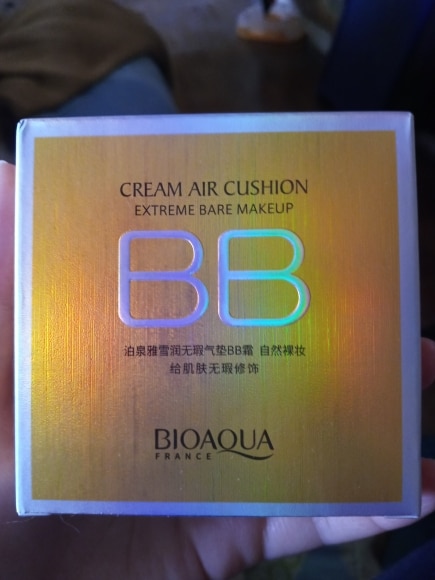 CREAM AIR CUSHION
EXTREME BARE MAKEUP
BB
泊泉雅雪润无瑕气垫BB霜 自然裸妆
给肌肤无瑕修饰
BIOAQUA
FRANCE